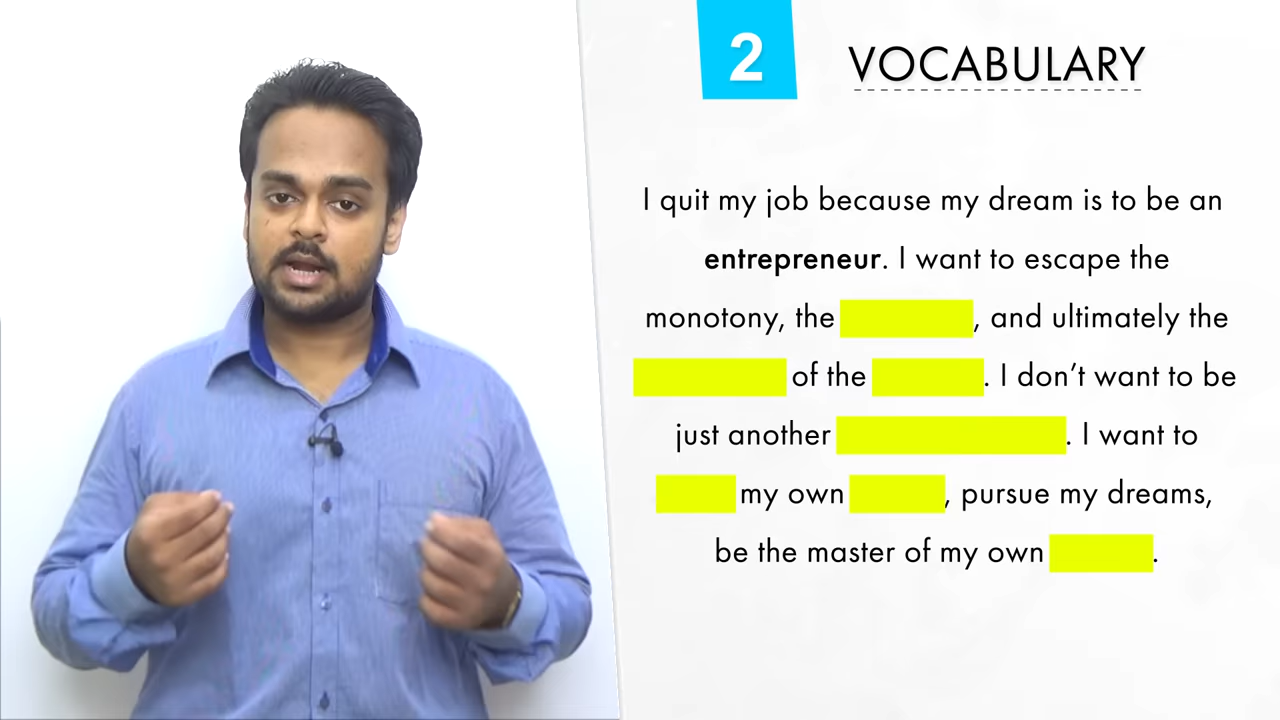 2
VOCABULARY
I quit my job because my dream is to be an
entrepreneur. I want to escape the
monotony, the , and ultimately the
of the . I don’t want to be
just another . I want to
my own , pursue my dreams,
be the master of my own .